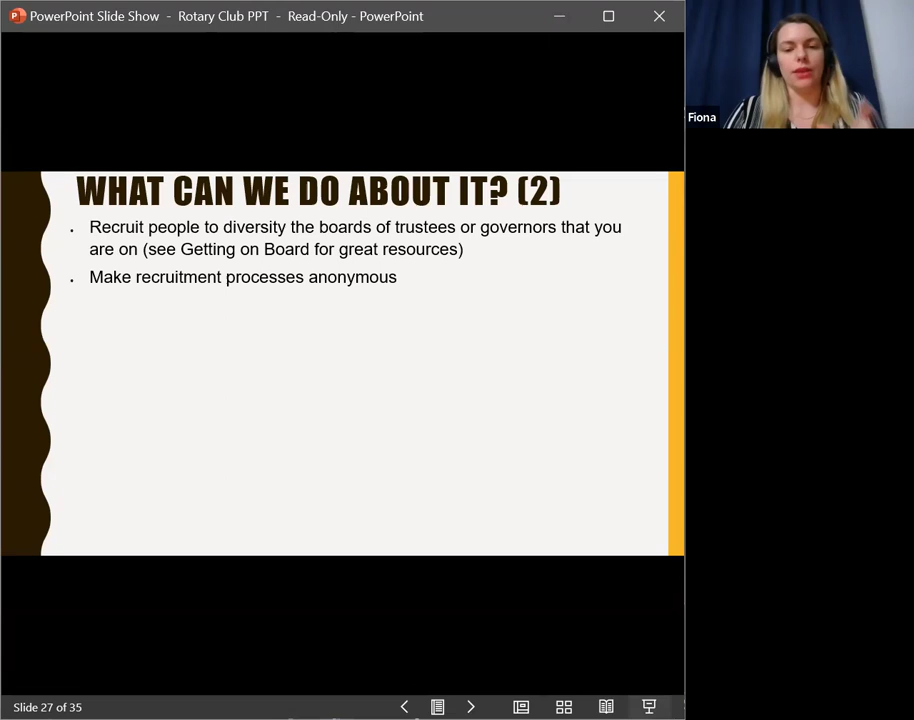 PowerPoint Slide Show - Rotary Club PPT - Read-Only - PowerPoint
Fiona
WHAT CAN WE DO ABOUT IT? (2)
Recruit people to diversity the boards of trustees or governors that you
are on (see Getting on Board for great resources)
Make recruitment processes anonymous
Slide 27 of 35